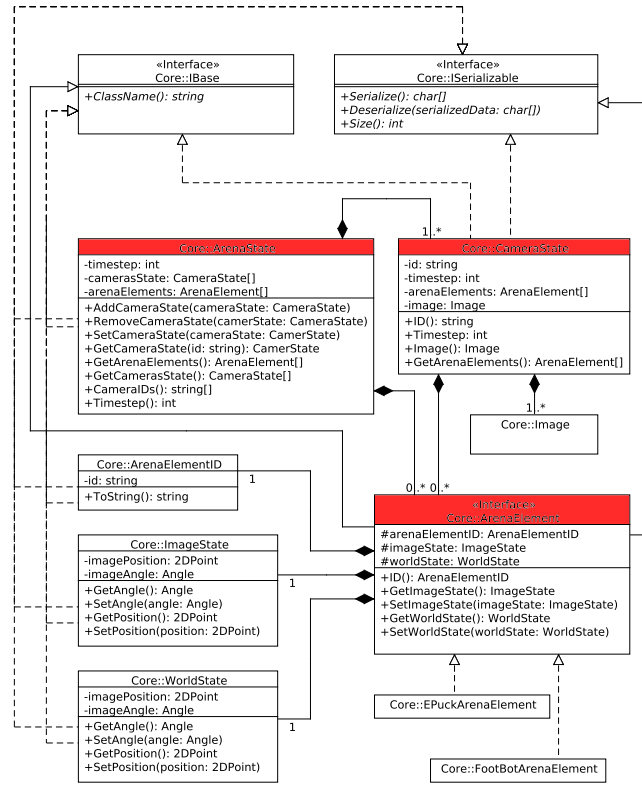 «Interface»
Core::IBase
+ClassName(): string
«Interface»
Core::ISerializable
+Serialize(): char[]
+Deserialize(serializedData: char[])
+Size(): int
Core::ArenaState
-timestep: int
-camerasState: CameraState[]
-arenaElements: ArenaElement[]
+AddCameraState(cameraState: CameraState)
+RemoveCameraState(camerState: CameraState)
+SetCameraState(cameraState: CamerState)
+GetCameraState(id: string): CamerState
+GetArenaElements(): ArenaElement[]
+GetCamerasState(): CameraState[]
+CameraIDs(): string[]
+Timestep(): int
1..*
Core::CameraState
-id: string
-timestep: int
-arenaElements: ArenaElement[]
-image: Image
+ID(): string
+Timestep: int
+Image(): Image
+GetArenaElements(): ArenaElement[]
1..*
Core::Image
0..* 0..*
Core::ArenaElementID
-id: string
+ToString(): string
1
Core::ImageState
-imagePosition: 2DPoint
-imageAngle: Angle
+GetAngle(): Angle
+SetAngle(angle: Angle)
+GetPosition(): 2DPoint
+SetPosition(position: 2DPoint)
1
Core::WorldState
-imagePosition: 2DPoint
-imageAngle: Angle
+GetAngle(): Angle
+SetAngle(angle: Angle)
+GetPosition(): 2DPoint
+SetPosition(position: 2DPoint)
1
«Interface»
Core::ArenaElement
#arenaElementID: ArenaElementID
#imageState: ImageState
#worldState: WorldState
+ID(): ArenaElementID
+GetImageState(): ImageState
+SetImageState(imageState: ImageState)
+GetWorldState(): WorldState
+SetWorldState(worldState: WorldState)
Core::EPuckArenaElement
Core::FootBotArenaElement